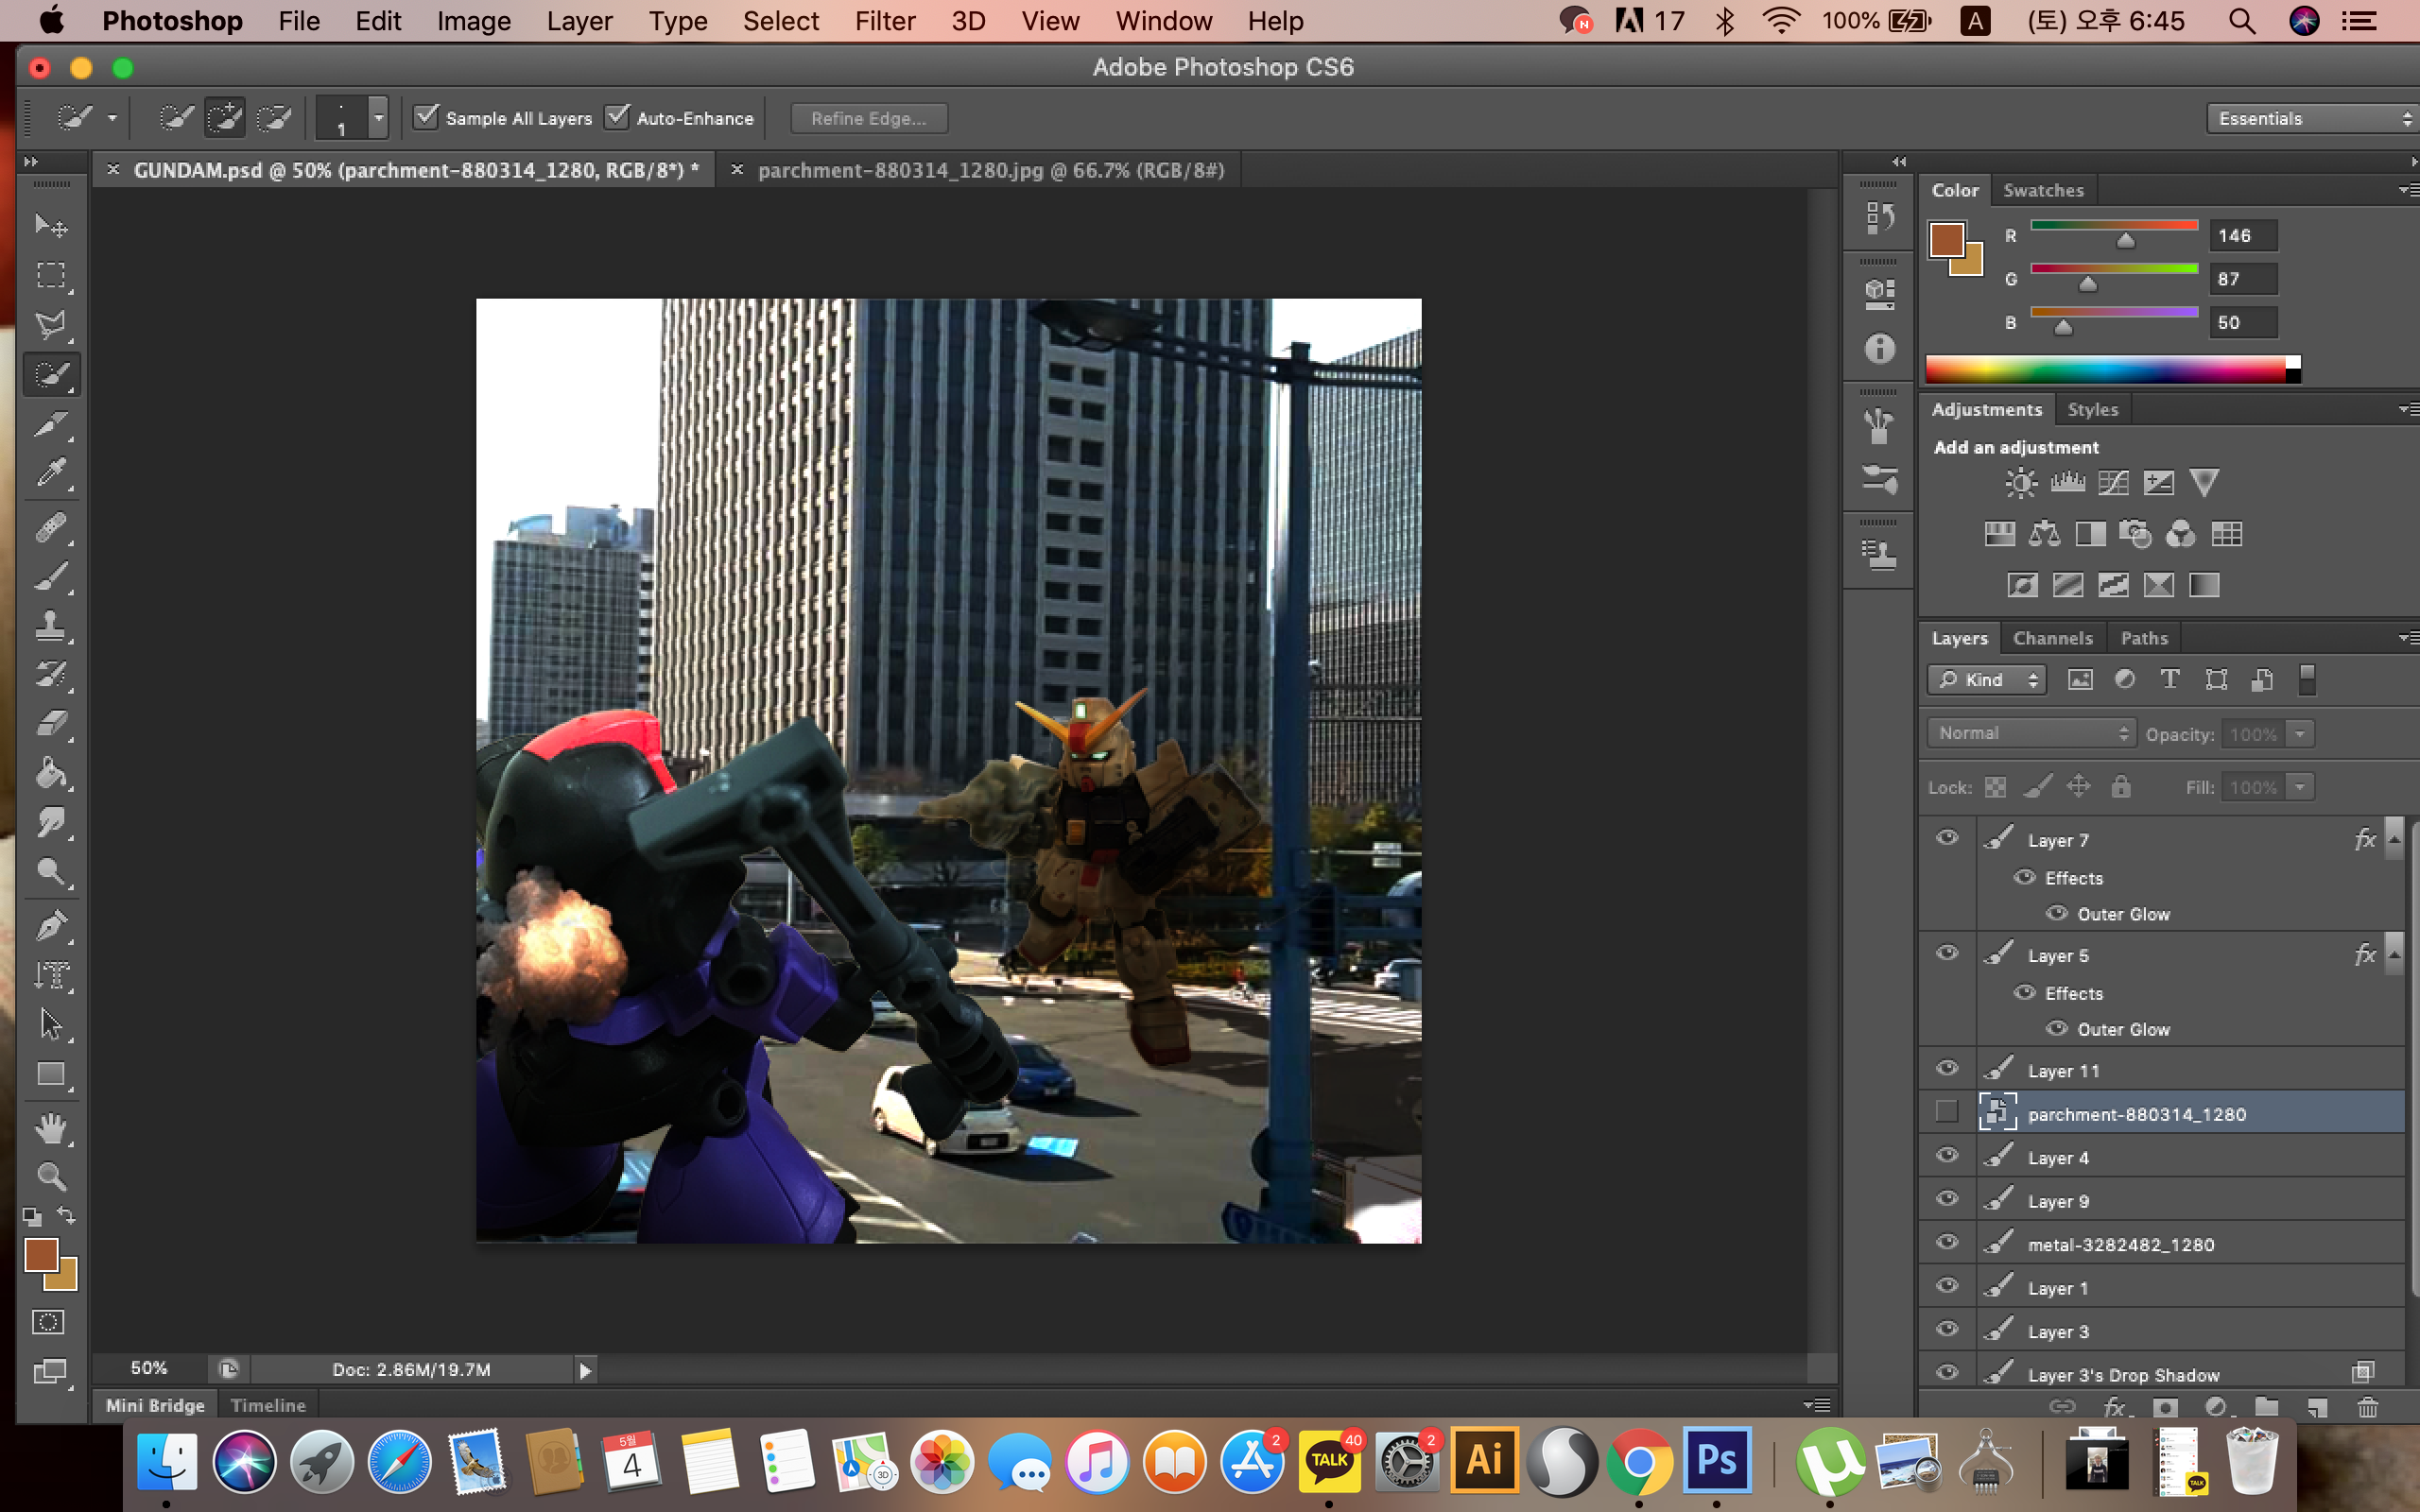 Photoshop File Edit Image Layer Type Select Filter 3D View Window Help N 17 100% A (토) 오후 6:45
Adobe Photoshop CS6
1 Sample All Layers Auto-Enhance Refine Edge... Essentials
GUNDAM.psd @ 50% (parchment-880314_1280, RGB/8*) * parchment-880314_1280.jpg @ 66.7% (RGB/8#)
Color Swatches
R 146
G 87
B 50
Adjustments Styles
Add an adjustment
Layers Channels Paths
Kind
Normal Opacity: 100%
Lock: Fill: 100%
Layer 7 fx
Effects
Outer Glow
Layer 5 fx
Effects
Outer Glow
Layer 11
parchment-880314_1280
Layer 4
Layer 9
metal-3282482_1280
Layer 1
Layer 3
Layer 3's Drop Shadow
50% Doc: 2.86M/19.7M
Mini Bridge Timeline
fx
5월
4
3D
2
TALK
40
2
Ai
Ps
µ
TALK